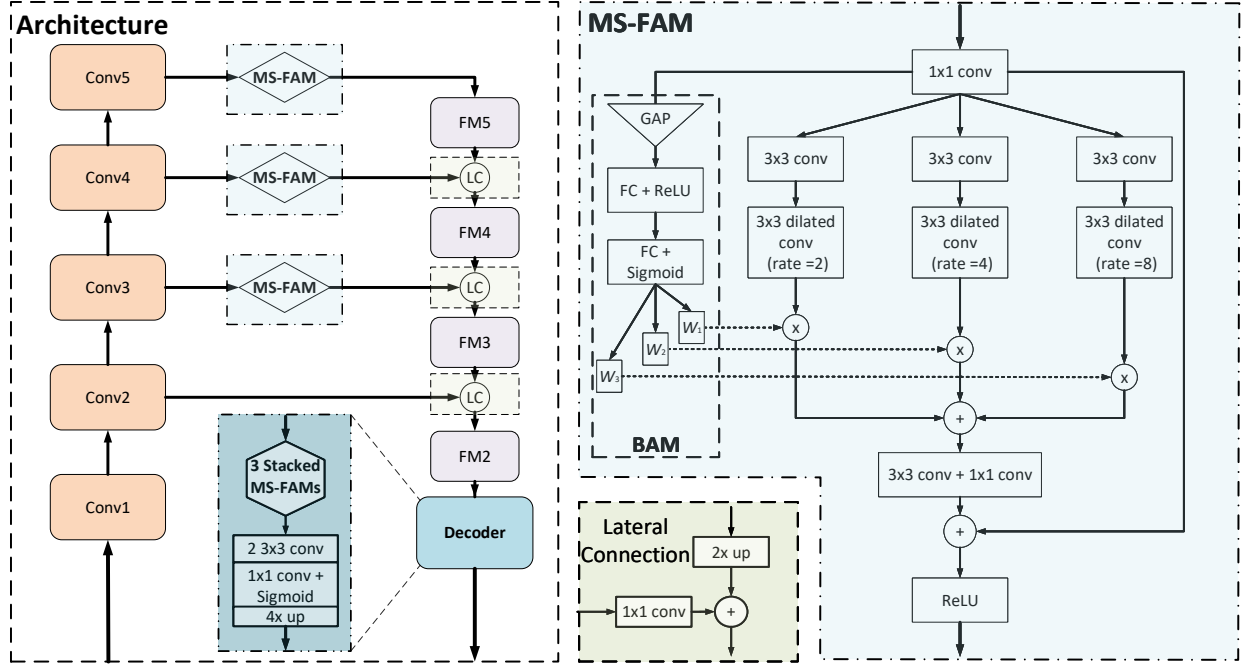 Architecture
Conv5
MS-FAM
FM5
Conv4
MS-FAM
LC
FM4
Conv3
MS-FAM
LC
FM3
Conv2
LC
FM2
Conv1
3 Stacked
MS-FAMs
2 3x3 conv
1x1 conv +
Sigmoid
4x up
Decoder
MS-FAM
1x1 conv
GAP
FC + ReLU
FC +
Sigmoid
W₁
W₂
W₃
BAM
3x3 conv
3x3 conv
3x3 conv
3x3 dilated
conv
(rate =2)
3x3 dilated
conv
(rate =4)
3x3 dilated
conv
(rate =8)
x
x
x
+
3x3 conv + 1x1 conv
+
ReLU
Lateral
Connection
2x up
1x1 conv
+